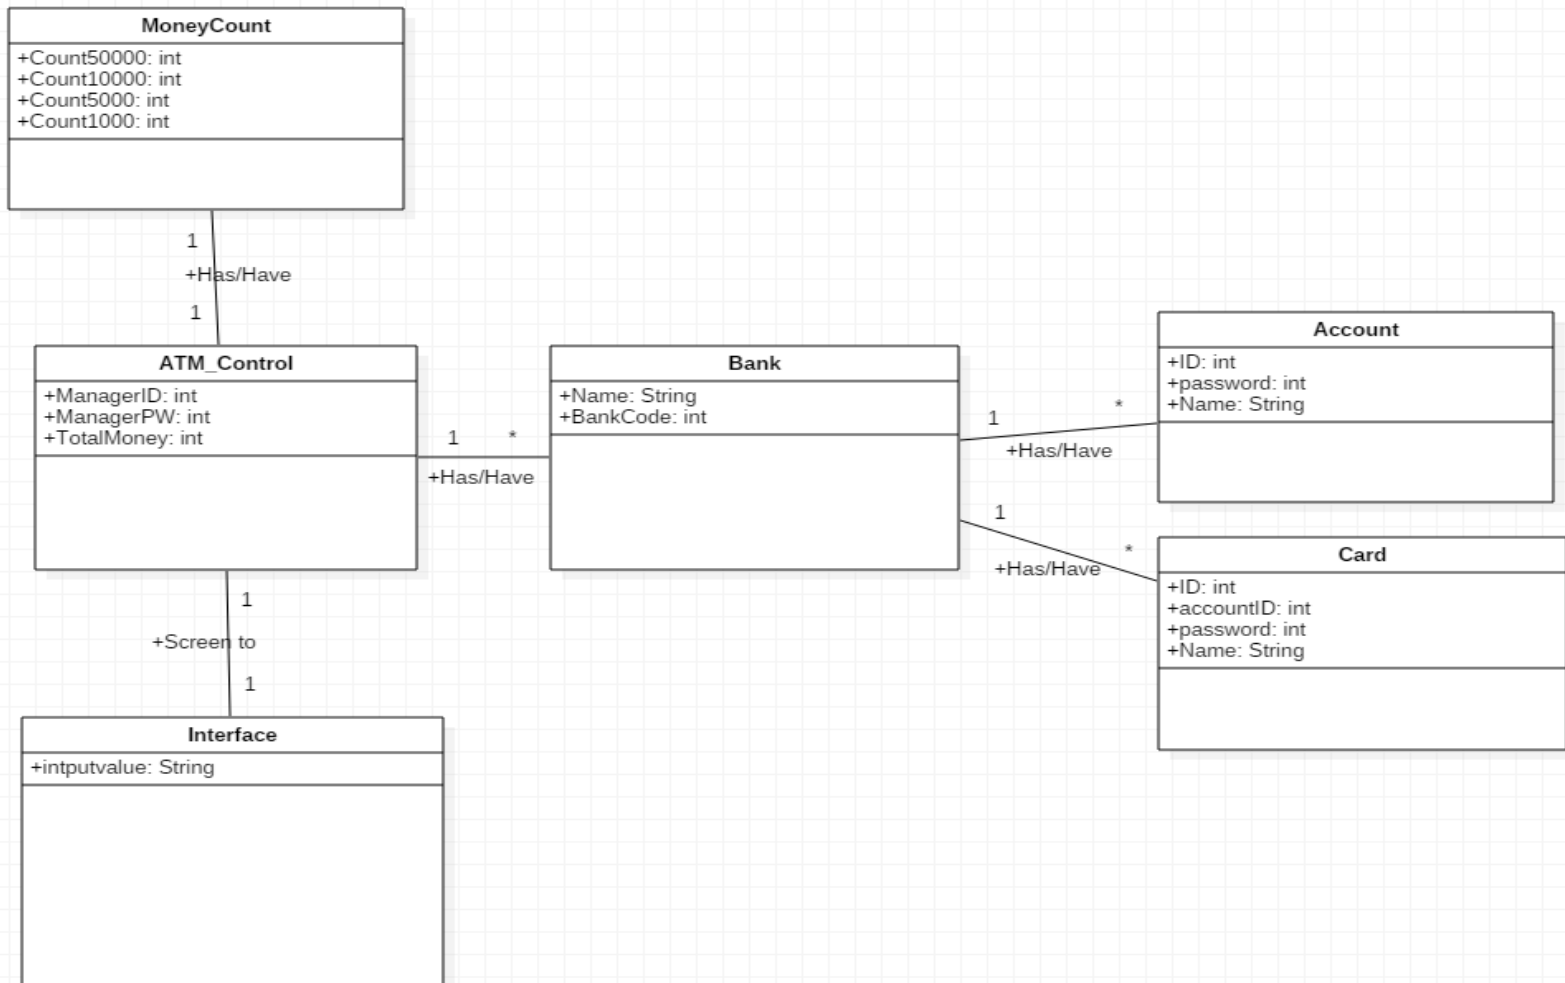 MoneyCount
+Count50000: int
+Count10000: int
+Count5000: int
+Count1000: int
1
+Has/Have
1
ATM_Control
+ManagerID: int
+ManagerPW: int
+TotalMoney: int
1
*
+Has/Have
Bank
+Name: String
+BankCode: int
1
*
+Has/Have
Account
+ID: int
+password: int
+Name: String
1
*
+Has/Have
Card
+ID: int
+accountID: int
+password: int
+Name: String
1
+Screen to
1
Interface
+intputvalue: String